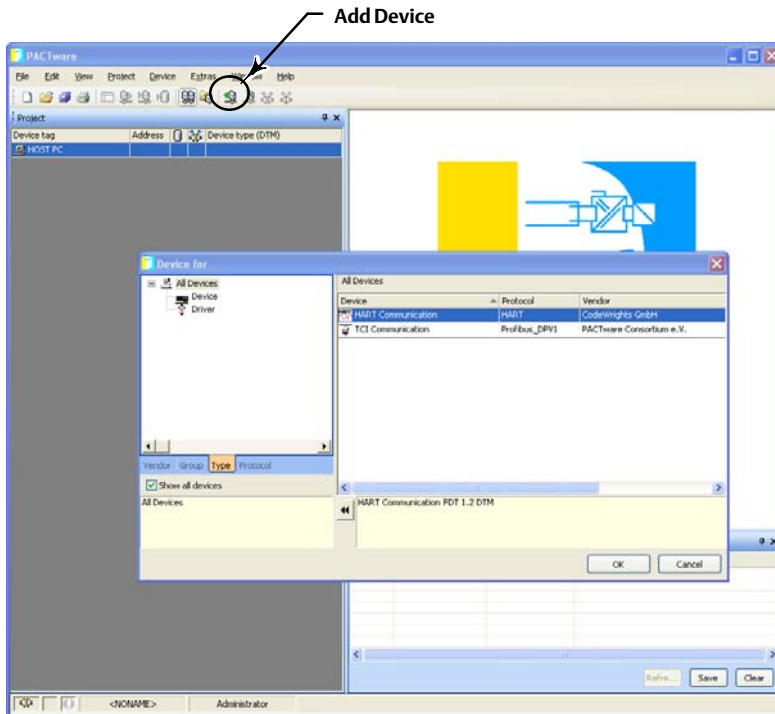 Add Device
PACTware
File Edit View Project Device Extras Help
Project
Device tag Address Device type (DTM)
HOST PC
Device for
All Devices
Device
Driver
Vendor Group Type Protocol
Show all devices
All Devices
All Devices
Device Protocol Vendor
HART Communication HART CodeWrights GmbH
TCI Communication Profibus_DPV1 PACTware Consortium e.V.
HART Communication FDT 1.2 DTM
OK Cancel
Refre... Save Clear
<NONAME> Administrator